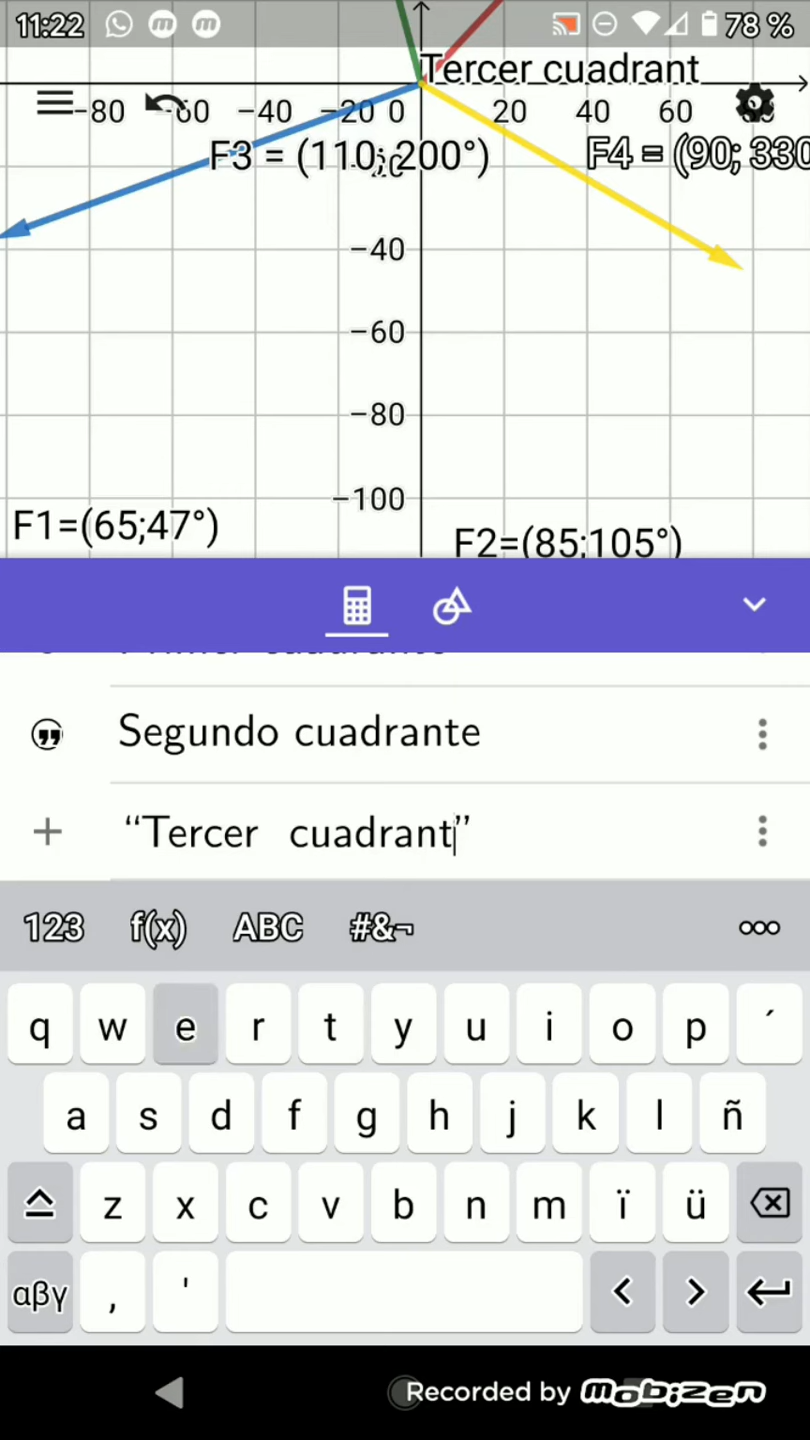 11:22 78 %
Tercer cuadrant
−80 −60 −40 −20 0 20 40 60
F3 = (110; 200°) F4 = (90; 330
−40
−60
−80
−100
F1=(65;47°)
F2=(85;105°)
Primer cuadrante
Segundo cuadrante
“Tercer cuadrant”
123 f(x) ABC #&¬
q w e r t y u i o p ´
a s d f g h j k l ñ
z x c v b n m ï ü
αβγ , ' < >
Recorded by mobizen